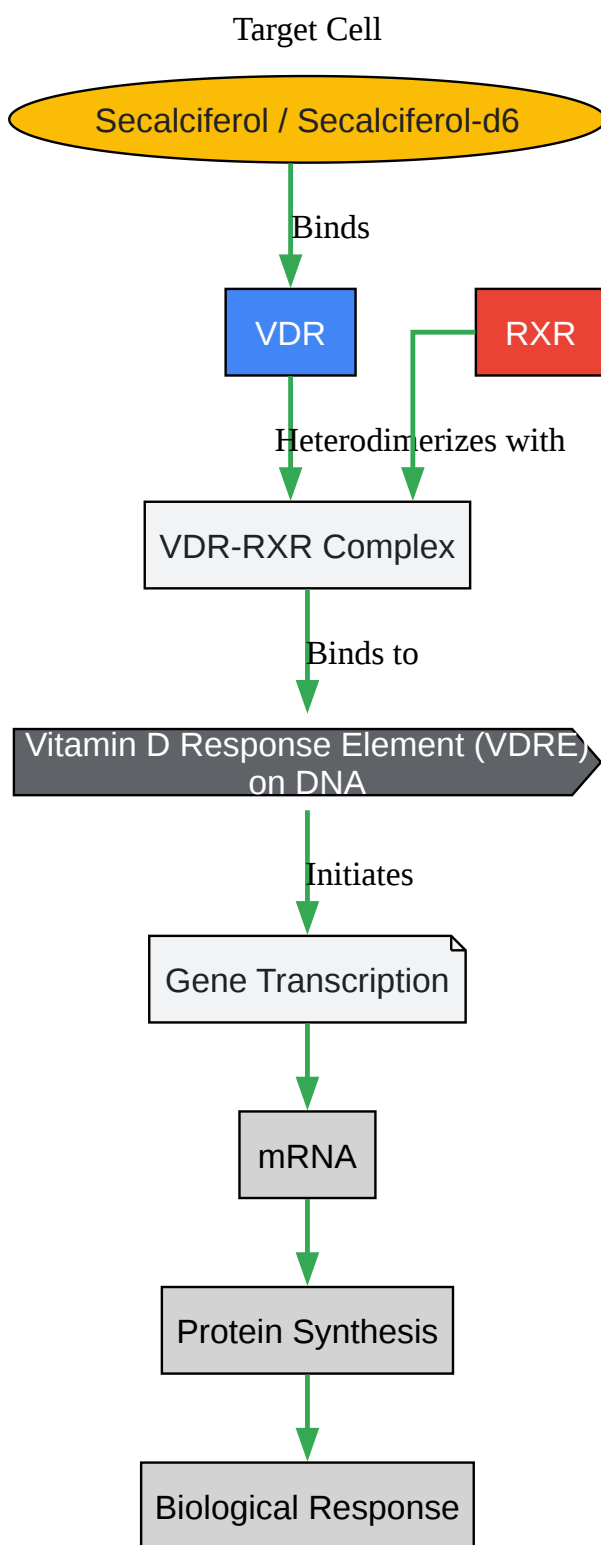 Target Cell
Secalciferol / Secalciferol-d6
Binds
VDR
RXR
Heterodimerizes with
VDR-RXR Complex
Binds to
Vitamin D Response Element (VDRE)
on DNA
Initiates
Gene Transcription
mRNA
Protein Synthesis
Biological Response